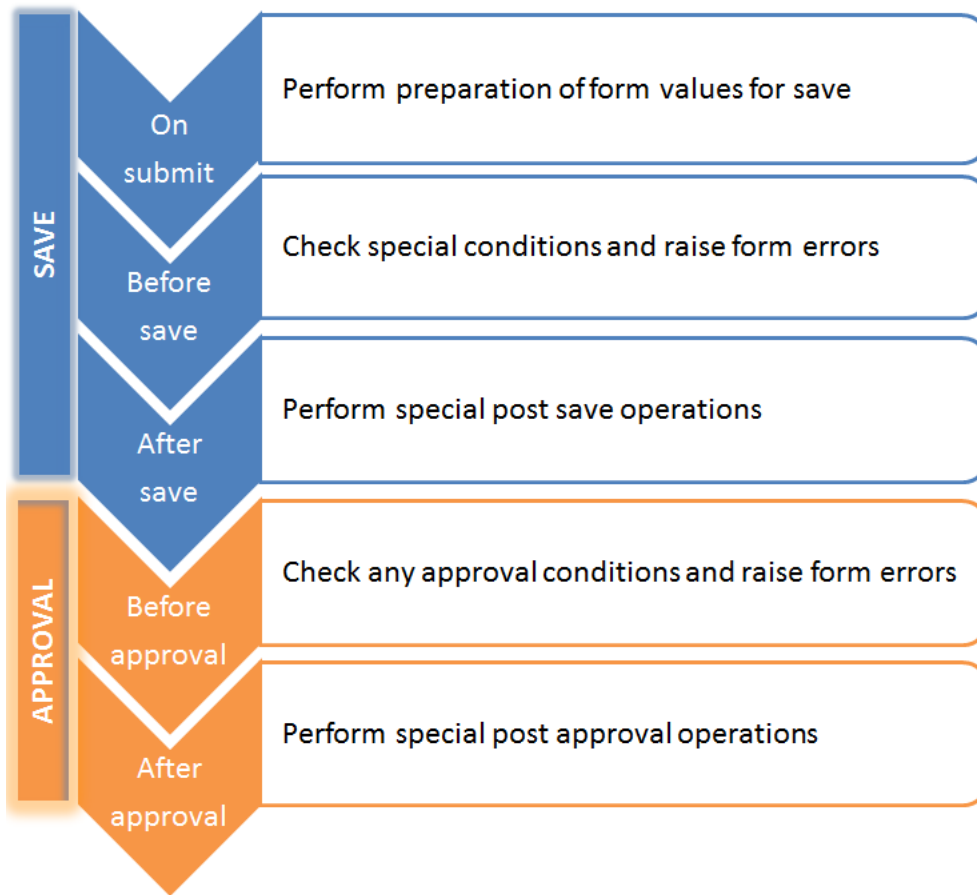 SAVE
On
submit
Perform preparation of form values for save
Before
save
Check special conditions and raise form errors
After
save
Perform special post save operations
APPROVAL
Before
approval
Check any approval conditions and raise form errors
After
approval
Perform special post approval operations